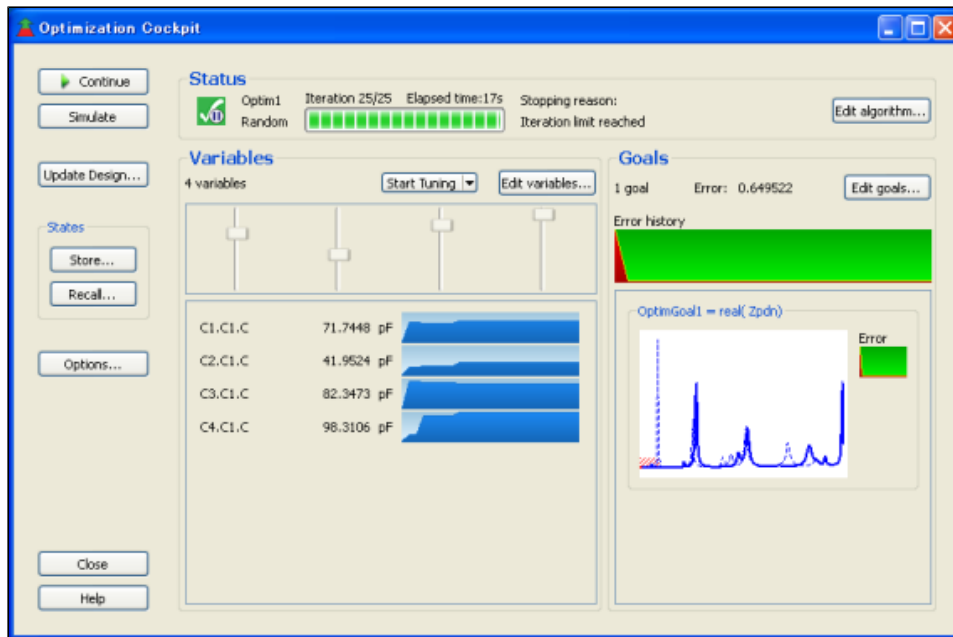 Optimization Cockpit
Continue
Simulate
Update Design...
States
Store...
Recall...
Options...
Close
Help
Status
Optim1
Random
Iteration 25/25 Elapsed time:17s
Stopping reason:
Iteration limit reached
Edit algorithm...
Variables
4 variables
Start Tuning
Edit variables...
C1.C1.C 71.7448 pF
C2.C1.C 41.9524 pF
C3.C1.C 82.3473 pF
C4.C1.C 98.3106 pF
Goals
1 goal Error: 0.649522
Edit goals...
Error history
OptimGoal1 = real( Zpdn)
Error